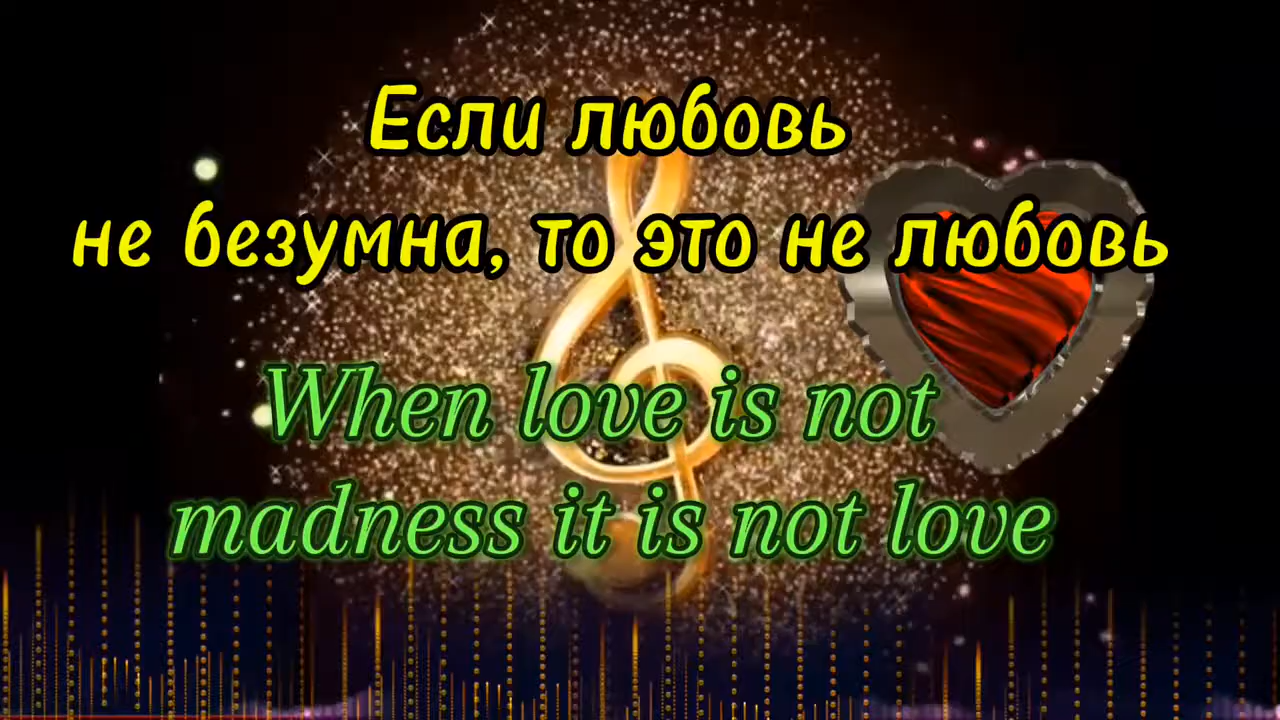 Если любовь
не безумна, то это не любовь
When love is not
madness it is not love